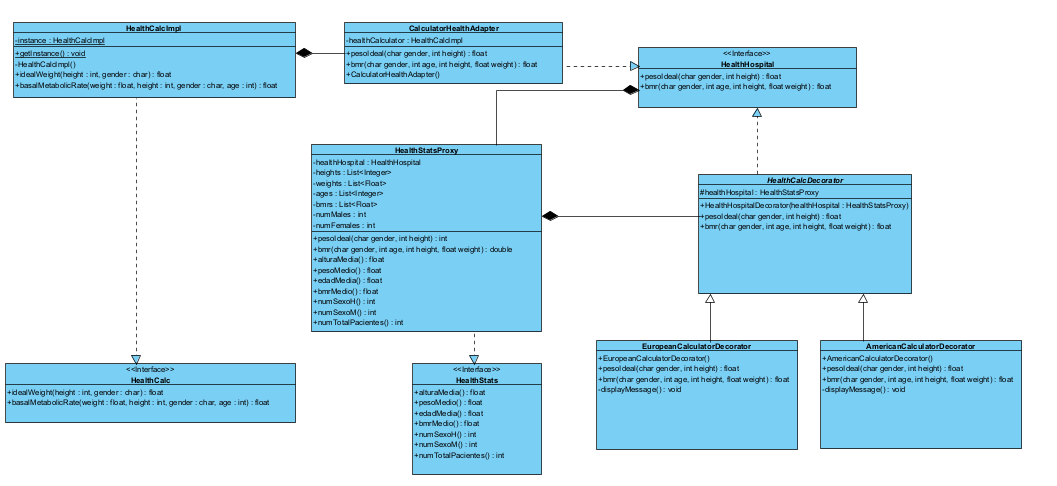 HealthCalcImpl
-instance : HealthCalcImpl
+getInstance() : void
-HealthCalcImpl()
+idealWeight(height : int, gender : char) : float
+basalMetabolicRate(weight : float, height : int, gender : char, age : int) : float
CalculatorHealthAdapter
-healthCalculator : HealthCalcImpl
+pesoIdeal(char gender, int height) : float
+bmr(char gender, int age, int height, float weight) : float
+CalculatorHealthAdapter()
<<Interface>>
HealthHospital
+pesoIdeal(char gender, int height) : float
+bmr(char gender, int age, int height, float weight) : float
HealthStatsProxy
-healthHospital : HealthHospital
-heights : List<Integer>
-weights : List<Float>
-ages : List<Integer>
-bmrs : List<Float>
-numMales : int
-numFemales : int
+pesoIdeal(char gender, int height) : int
+bmr(char gender, int age, int height, float weight) : double
+alturaMedia() : float
+pesoMedio() : float
+edadMedia() : float
+bmrMedio() : float
+numSexoH() : int
+numSexoM() : int
+numTotalPacientes() : int
HealthCalcDecorator
#healthHospital : HealthStatsProxy
+HealthHospitalDecorator(healthHospital : HealthStatsProxy)
+pesoIdeal(char gender, int height) : float
+bmr(char gender, int age, int height, float weight) : float
<<Interface>>
HealthCalc
+idealWeight(height : int, gender : char) : float
+basalMetabolicRate(weight : float, height : int, gender : char, age : int) : float
<<Interface>>
HealthStats
+alturaMedia() : float
+pesoMedio() : float
+edadMedia() : float
+bmrMedio() : float
+numSexoH() : int
+numSexoM() : int
+numTotalPacientes() : int
EuropeanCalculatorDecorator
+EuropeanCalculatorDecorator()
+pesoIdeal(char gender, int height) : float
+bmr(char gender, int age, int height, float weight) : float
-displayMessage() : void
AmericanCalculatorDecorator
+AmericanCalculatorDecorator()
+pesoIdeal(char gender, int height) : float
+bmr(char gender, int age, int height, float weight) : float
-displayMessage() : void